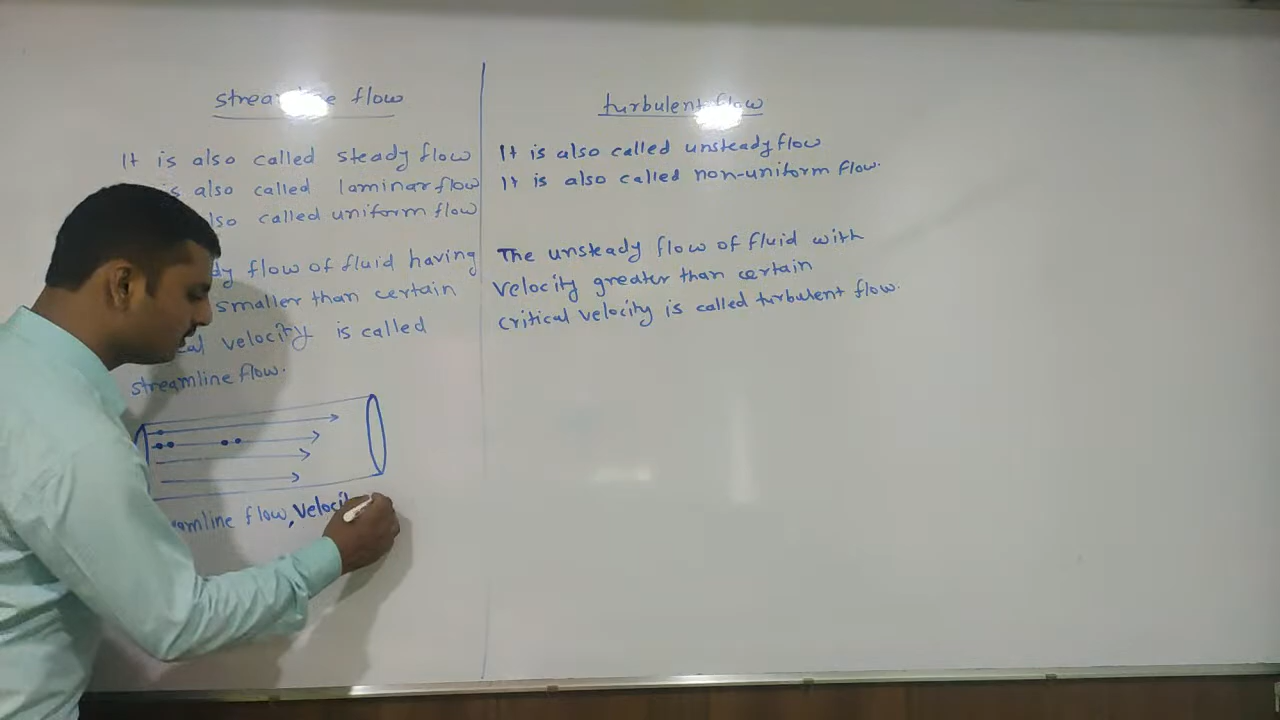 streamline flow
It is also called steady flow
is also called laminar flow
also called uniform flow
flow of fluid having
smaller than certain
velocity is called
streamline flow.
flow, Velocit
turbulent flow
It is also called unsteady flow
It is also called non-uniform flow.
The unsteady flow of fluid with
velocity greater than certain
critical velocity is called turbulent flow.